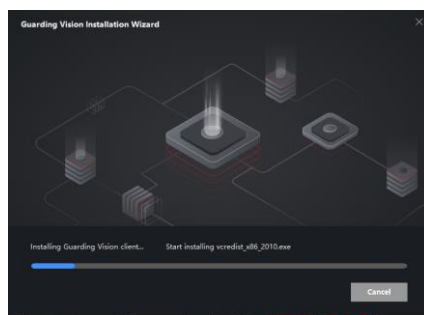 Guarding Vision Installation Wizard
Installing Guarding Vision client... Start installing vcredist_x86_2010.exe
Cancel